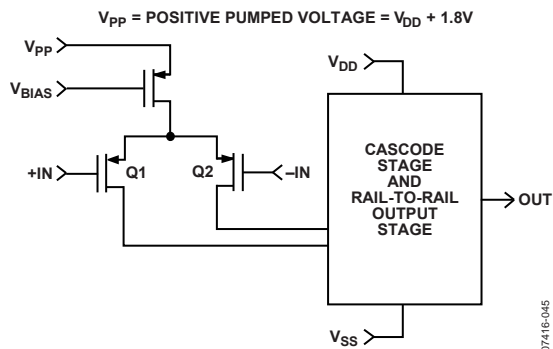 VPP = POSITIVE PUMPED VOLTAGE = VDD + 1.8V
VPP
VDD
VBIAS
+IN
Q1
Q2
–IN
CASCODE
STAGE
AND
RAIL-TO-RAIL
OUTPUT
STAGE
OUT
VSS
07416-045